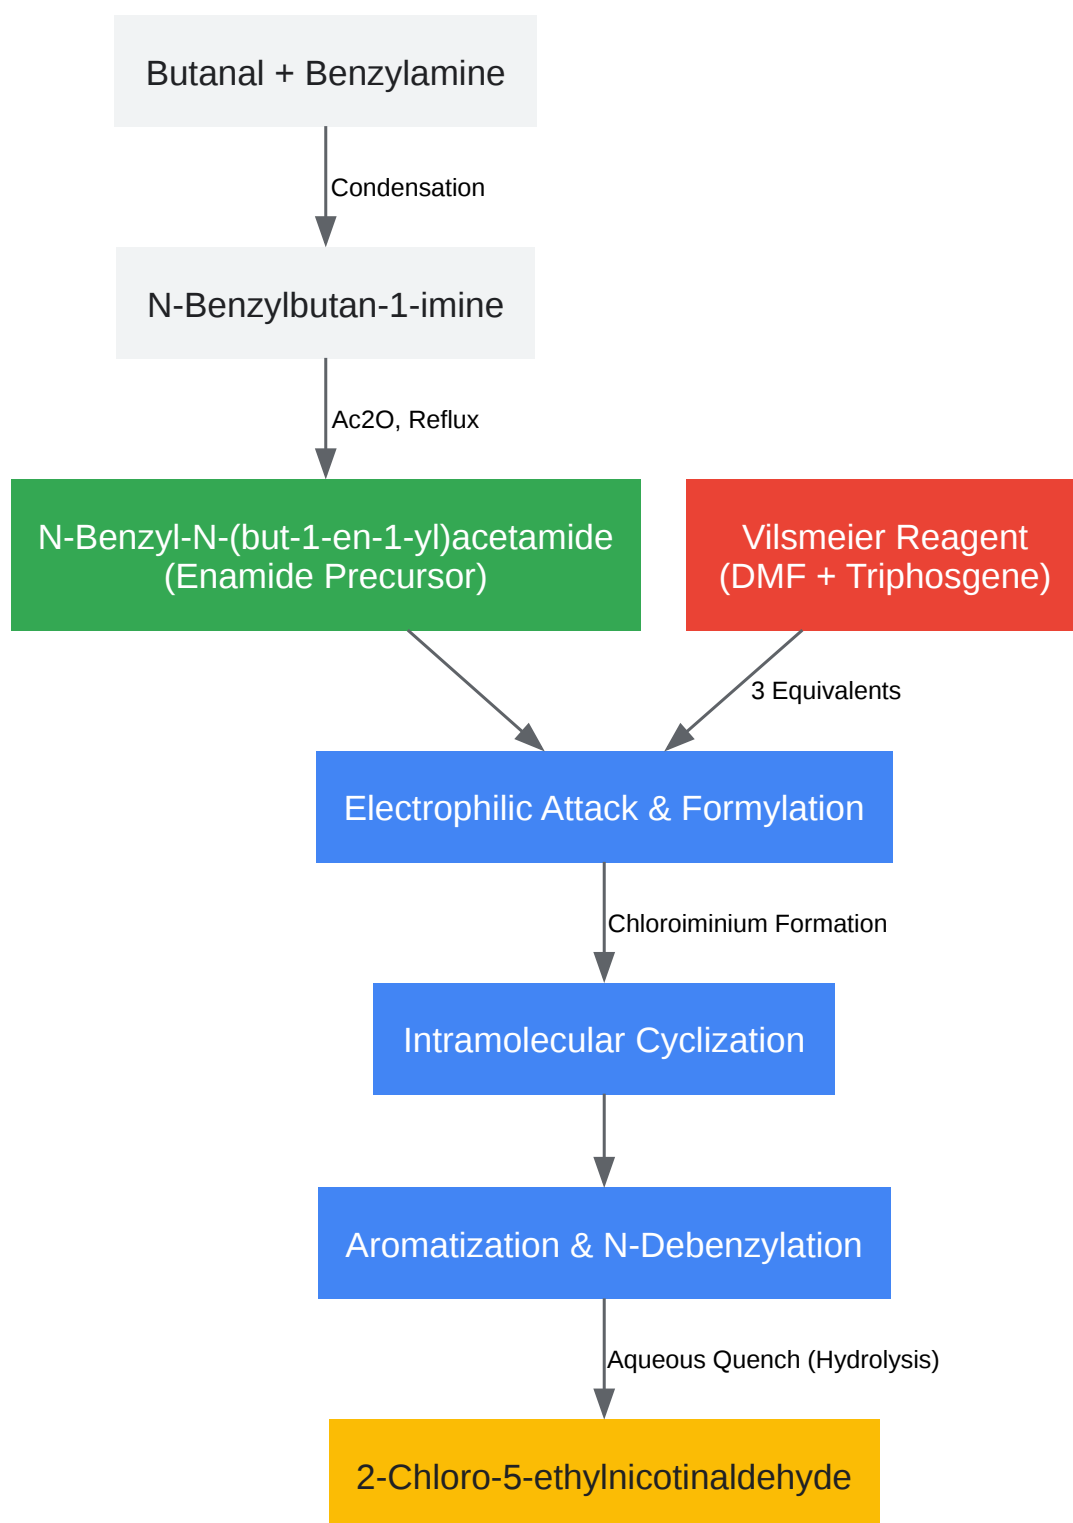 Butanal + Benzylamine
Condensation
N-Benzylbutan-1-imine
Ac2O, Reflux
N-Benzyl-N-(but-1-en-1-yl)acetamide
(Enamide Precursor)
Vilsmeier Reagent
(DMF + Triphosgene)
3 Equivalents
Electrophilic Attack & Formylation
Chloroiminium Formation
Intramolecular Cyclization
Aromatization & N-Debenzylation
Aqueous Quench (Hydrolysis)
2-Chloro-5-ethylnicotinaldehyde